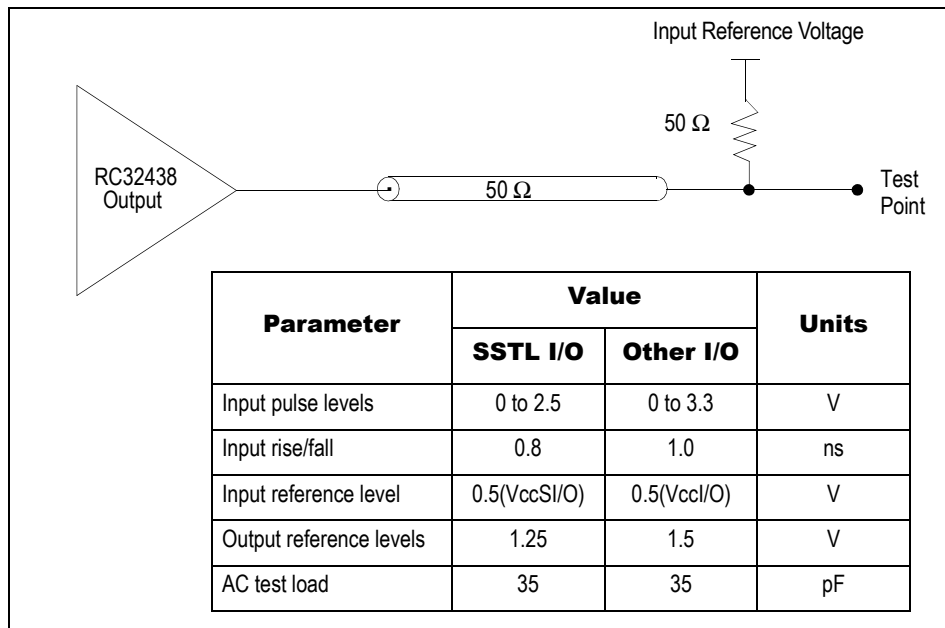 Input Reference Voltage
50 Ω
RC32438
Output
50 Ω
Test
Point
Parameter Value Units
SSTL I/O Other I/O
Input pulse levels 0 to 2.5 0 to 3.3 V
Input rise/fall 0.8 1.0 ns
Input reference level 0.5(VccSI/O) 0.5(VccI/O) V
Output reference levels 1.25 1.5 V
AC test load 35 35 pF